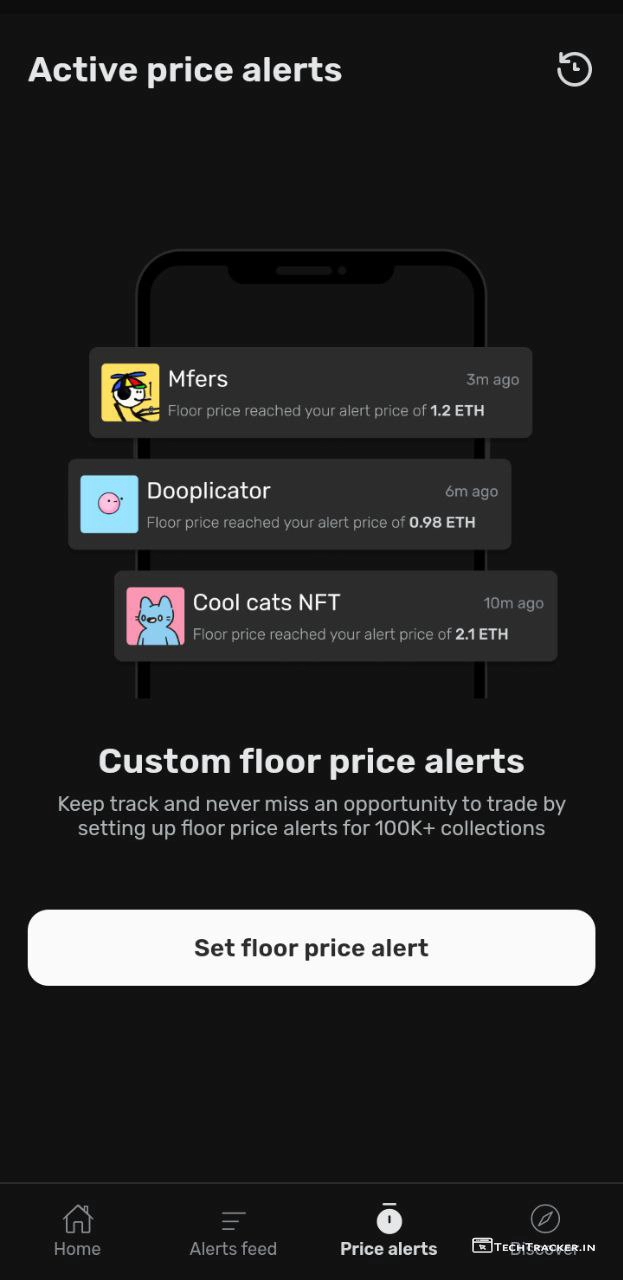 Active price alerts
Mfers
3m ago
Floor price reached your alert price of 1.2 ETH
Dooplicator
6m ago
Floor price reached your alert price of 0.98 ETH
Cool cats NFT
10m ago
Floor price reached your alert price of 2.1 ETH
Custom floor price alerts
Keep track and never miss an opportunity to trade by
setting up floor price alerts for 100K+ collections
Set floor price alert
Home
Alerts feed
Price alerts
Discover
TECHTRACKER.IN